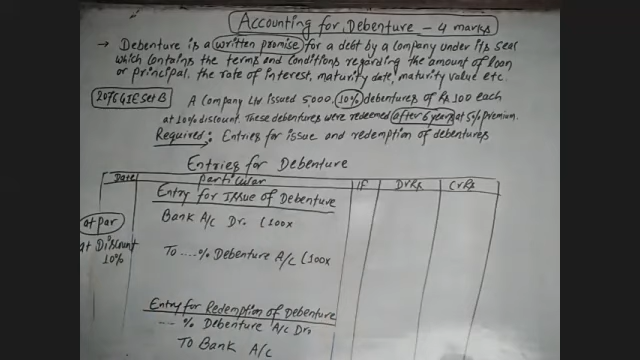 Accounting for Debenture - 4 marks
→ Debenture is a written promise for a debt by a company under its seal
which contains the terms and conditions regarding the amount of loan
or principal, the rate of interest, maturity date, maturity value etc.
2076 GIE Set B A Company Ltd. issued 5,000, 10% debentures of Rs 100 each
at 10% discount. These debentures were redeemed after 6 years at 5% premium.
Required: Entries for issue and redemption of debentures
Entries for Debenture
Date Particular lF Dr Rs Cr Rs
Entry for Issue of Debenture
at par Bank A/C Dr. (100x
at Discount
10% To ....% Debenture A/C (100x
Entry for Redemption of Debenture
...% Debenture A/C Dr.
To Bank A/C